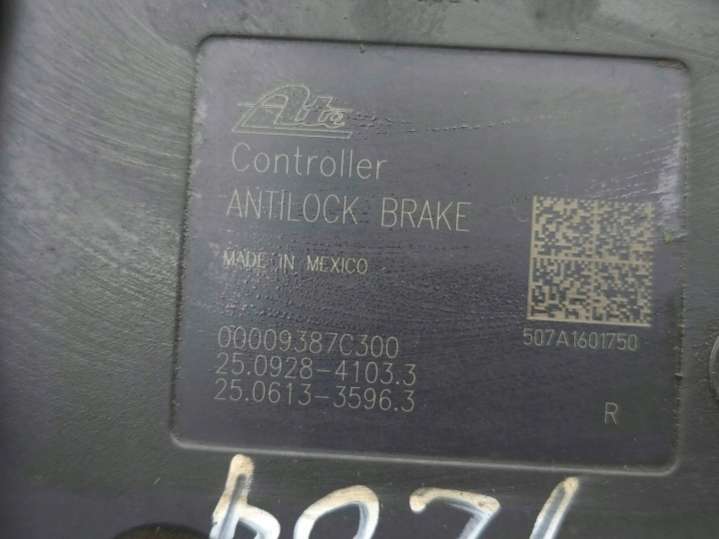 Ate
Controller
ANTILOCK BRAKE
MADE IN MEXICO
00009387C300
25.0928-4103.3
25.0613-3596.3
507A1601750
R